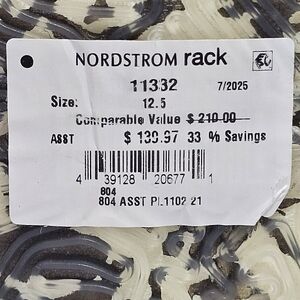 NORDSTROM rack
11332 7/2025
Size: 12.5
Comparable Value $ 210.00
ASST $ 139.97 33 % Savings
4 39128 20677 1
804
804 ASST PL1102 21